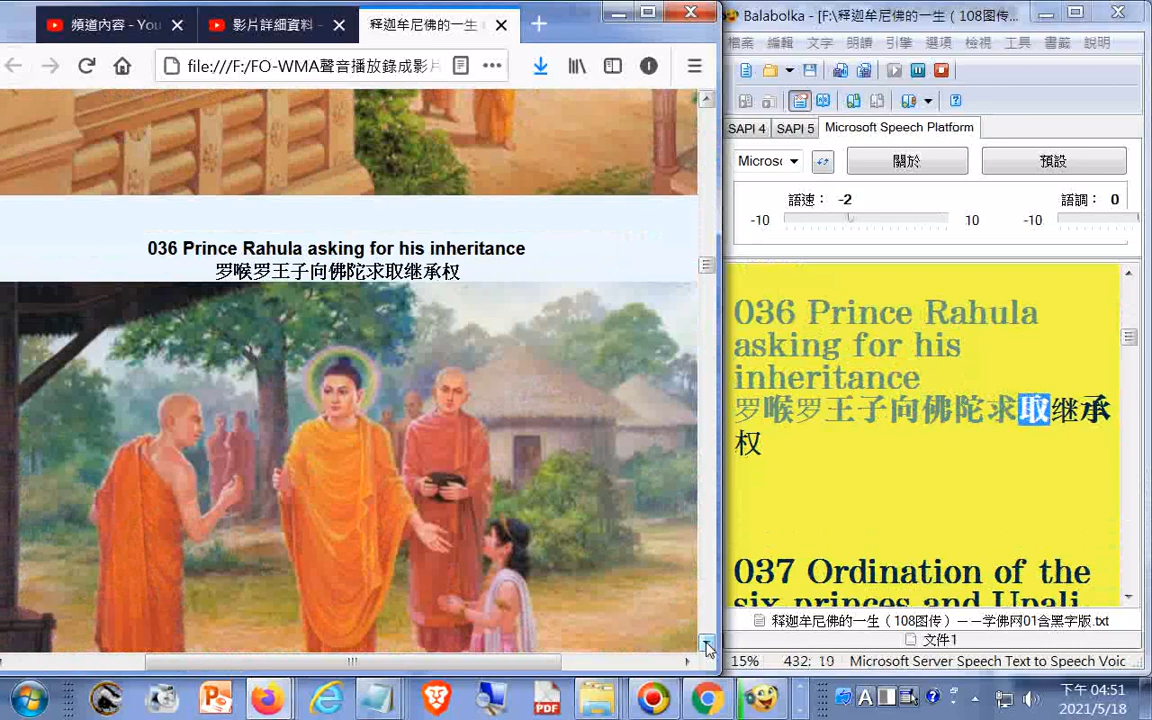 頻道內容 - You
影片詳細資料 -
释迦牟尼佛的一生
file:///F:/FO-WMA聲音播放錄成影片
036 Prince Rahula asking for his inheritance
罗喉罗王子向佛陀求取继承权
Balabolka - [F:\释迦牟尼佛的一生（108图传...
檔案 編輯 文字 朗讀 引擎 選項 檢視 工具 書籤 說明
SAPI 4 SAPI 5 Microsoft Speech Platform
Micros 關於 預設
語速： -2 語調： 0
-10 10 -10
036 Prince Rahula
asking for his
inheritance
罗喉罗王子向佛陀求取继承
权
037 Ordination of the
six princes and Upali
释迦牟尼佛的一生（108图传）－－学佛网01含黑字版.txt
文件1
15% 432: 19 Microsoft Server Speech Text to Speech Voic
PDF
下午 04:51
2021/5/18